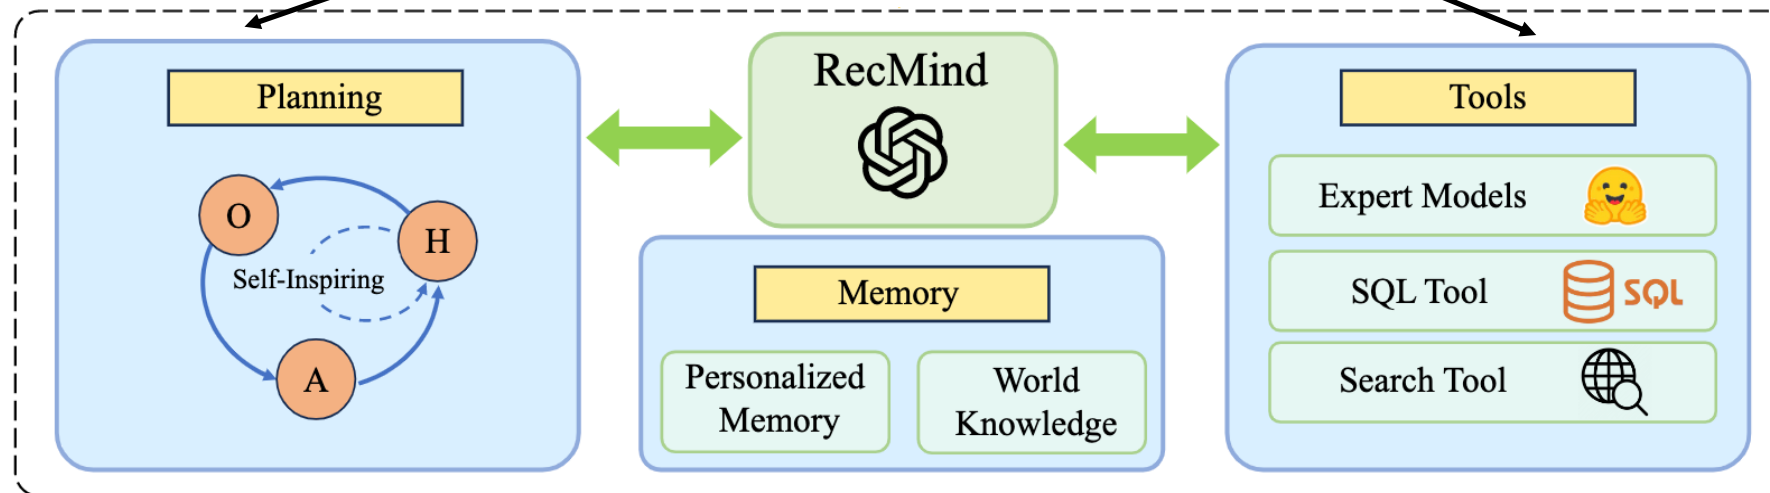 Planning
O
H
Self-Inspiring
A
RecMind
Memory
Personalized
Memory
World
Knowledge
Tools
Expert Models
SQL Tool
SQL
Search Tool